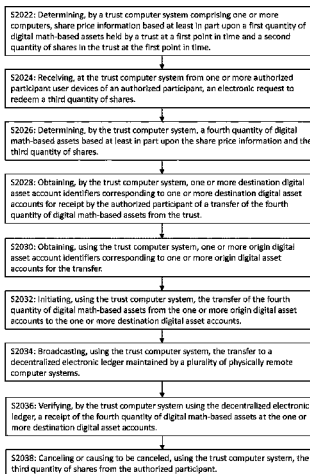 S2022: Determining, by a trust computer system comprising one or more
computers, share price information based at least in part upon a first quantity of
digital math-based assets held by a trust at a first point in time and a second
quantity of shares in the trust at the first point in time.
S2024: Receiving, at the trust computer system from one or more authorized
participant user devices of an authorized participant, an electronic request to
redeem a third quantity of shares.
S2026: Determining, by the trust computer system, a fourth quantity of digital
math-based assets based at least in part upon the share price information and the
third quantity of shares.
S2028: Obtaining, by the trust computer system, one or more destination digital
asset account identifiers corresponding to one or more destination digital asset
accounts for receipt by the authorized participant of a transfer of the fourth
quantity of digital math-based assets from the trust.
S2030: Obtaining, using the trust computer system, one or more origin digital
asset account identifiers corresponding to one or more origin digital asset
accounts for the transfer.
S2032: Initiating, using the trust computer system, the transfer of the fourth
quantity of digital math-based assets from the one or more origin digital asset
accounts to the one or more destination digital asset accounts.
S2034: Broadcasting, using the trust computer system, the transfer to a
decentralized electronic ledger maintained by a plurality of physically remote
computer systems.
S2036: Verifying, by the trust computer system using the decentralized electronic
ledger, a receipt of the fourth quantity of digital math-based assets at the one or
more destination digital asset accounts.
S2038: Canceling or causing to be canceled, using the trust computer system, the
third quantity of shares from the authorized participant.